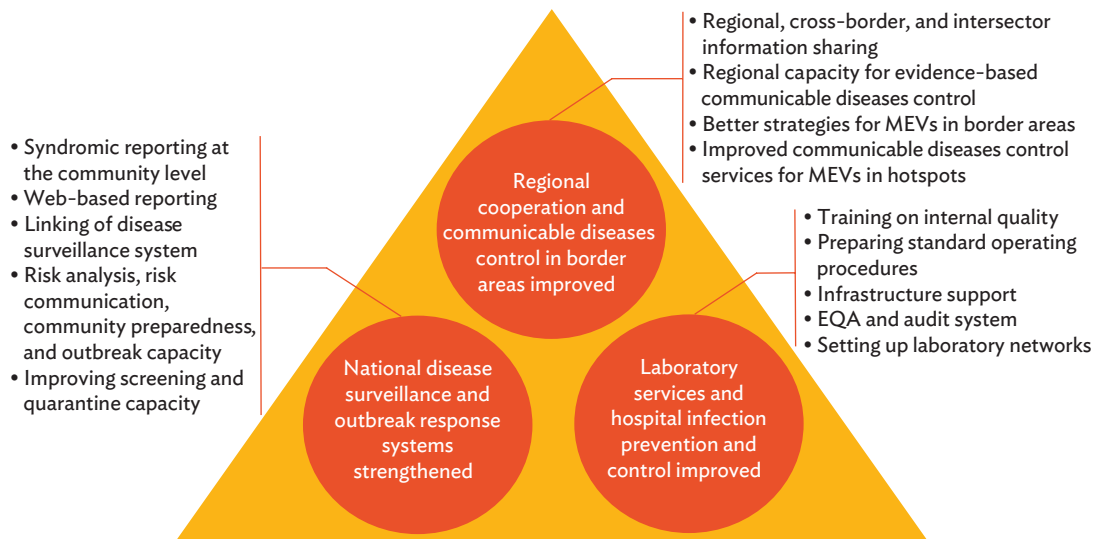 • Regional, cross-border, and intersector
information sharing
• Regional capacity for evidence-based
communicable diseases control
• Better strategies for MEVs in border areas
• Improved communicable diseases control
services for MEVs in hotspots
• Syndromic reporting at
the community level
• Web-based reporting
• Linking of disease
surveillance system
• Risk analysis, risk
communication,
community preparedness,
and outbreak capacity
• Improving screening and
quarantine capacity
Regional
cooperation and
communicable diseases
control in border
areas improved
• Training on internal quality
• Preparing standard operating
procedures
• Infrastructure support
• EQA and audit system
• Setting up laboratory networks
National disease
surveillance and
outbreak response
systems
strengthened
Laboratory
services and
hospital infection
prevention and
control improved